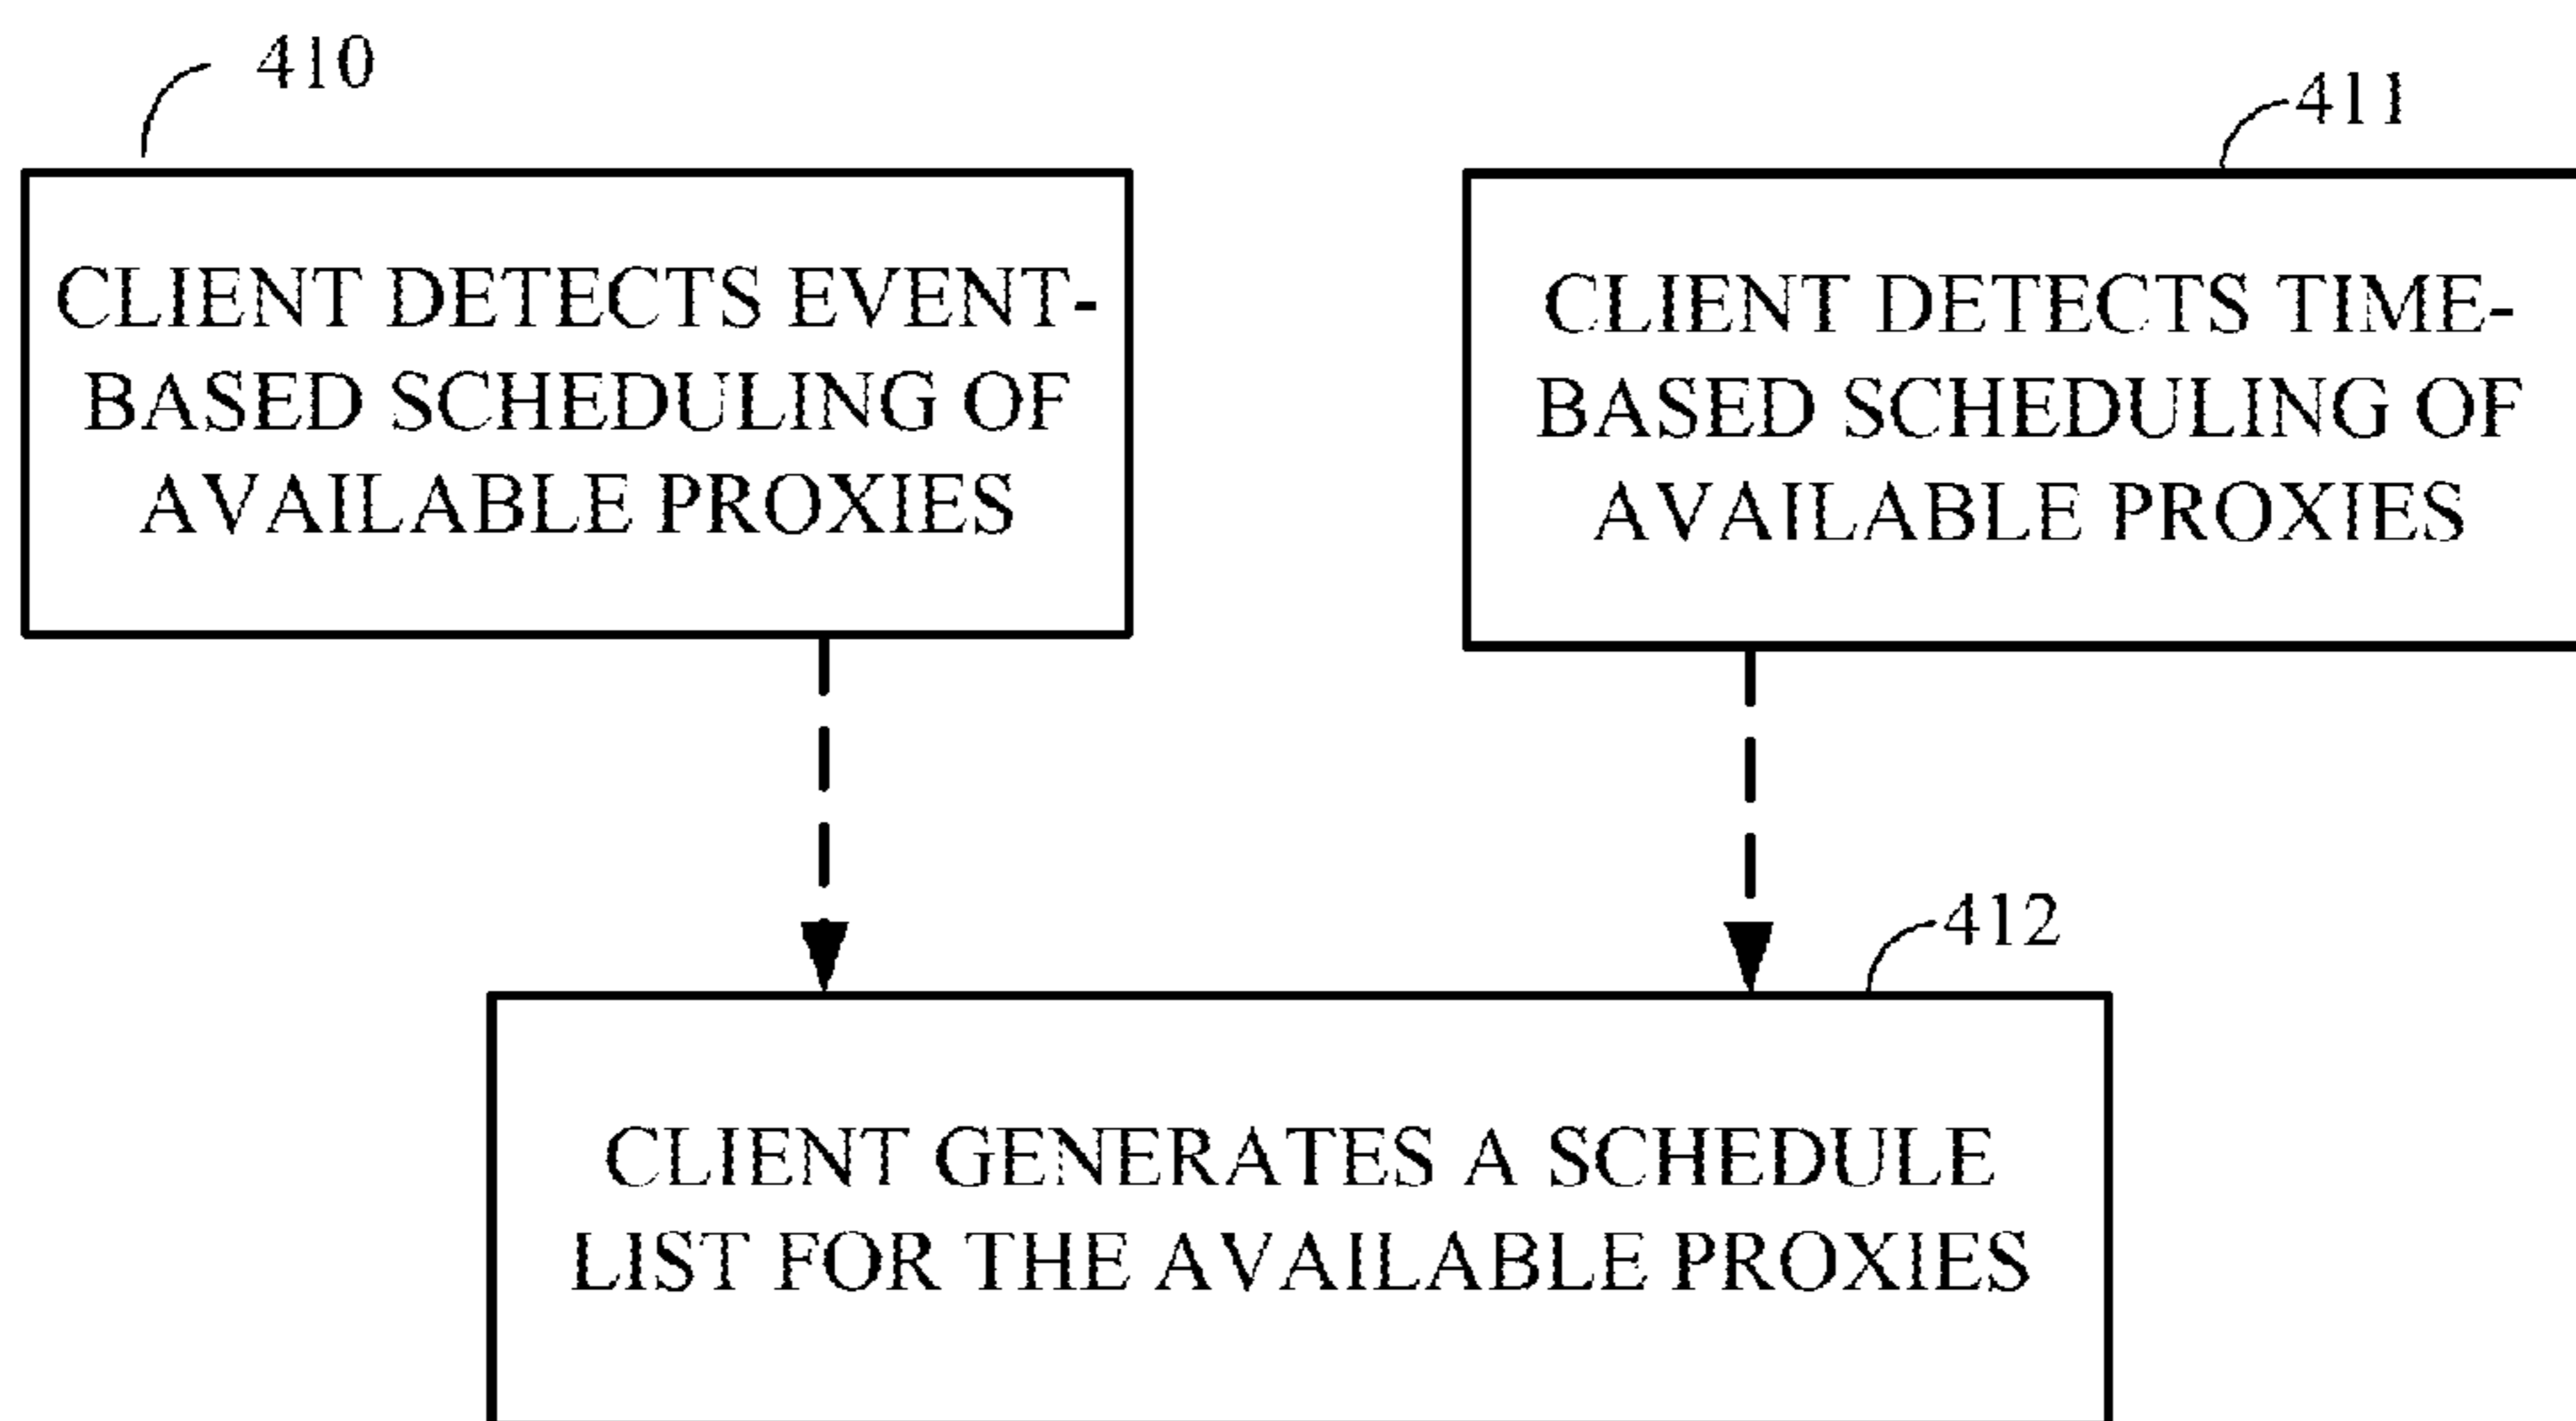 410
CLIENT DETECTS EVENT-
BASED SCHEDULING OF
AVAILABLE PROXIES
411
CLIENT DETECTS TIME-
BASED SCHEDULING OF
AVAILABLE PROXIES
412
CLIENT GENERATES A SCHEDULE
LIST FOR THE AVAILABLE PROXIES